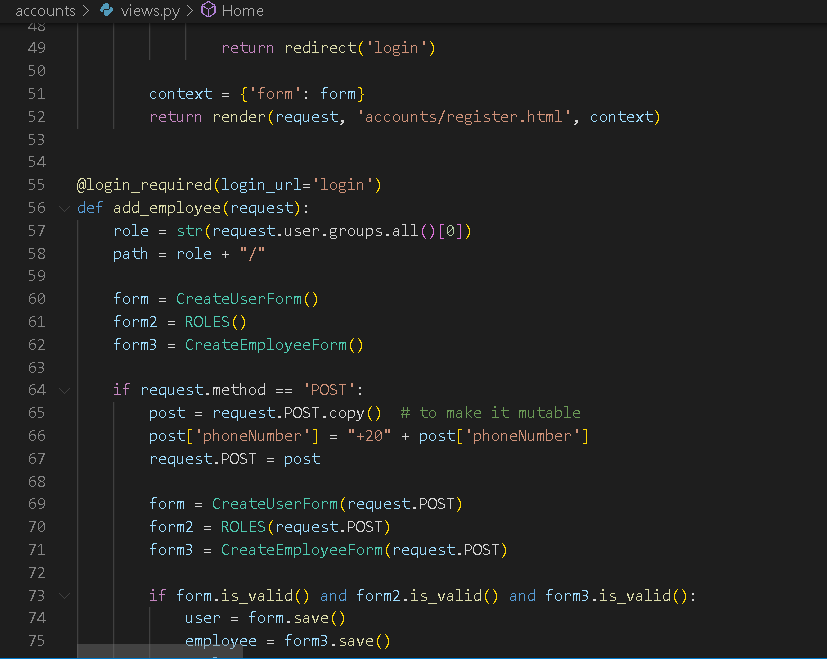 accounts > views.py > Home
48
49 return redirect('login')
50
51 context = {'form': form}
52 return render(request, 'accounts/register.html', context)
53
54
55 @login_required(login_url='login')
56 def add_employee(request):
57 role = str(request.user.groups.all()[0])
58 path = role + "/"
59
60 form = CreateUserForm()
61 form2 = ROLES()
62 form3 = CreateEmployeeForm()
63
64 if request.method == 'POST':
65 post = request.POST.copy() # to make it mutable
66 post['phoneNumber'] = "+20" + post['phoneNumber']
67 request.POST = post
68
69 form = CreateUserForm(request.POST)
70 form2 = ROLES(request.POST)
71 form3 = CreateEmployeeForm(request.POST)
72
73 if form.is_valid() and form2.is_valid() and form3.is_valid():
74 user = form.save()
75 employee = form3.save()